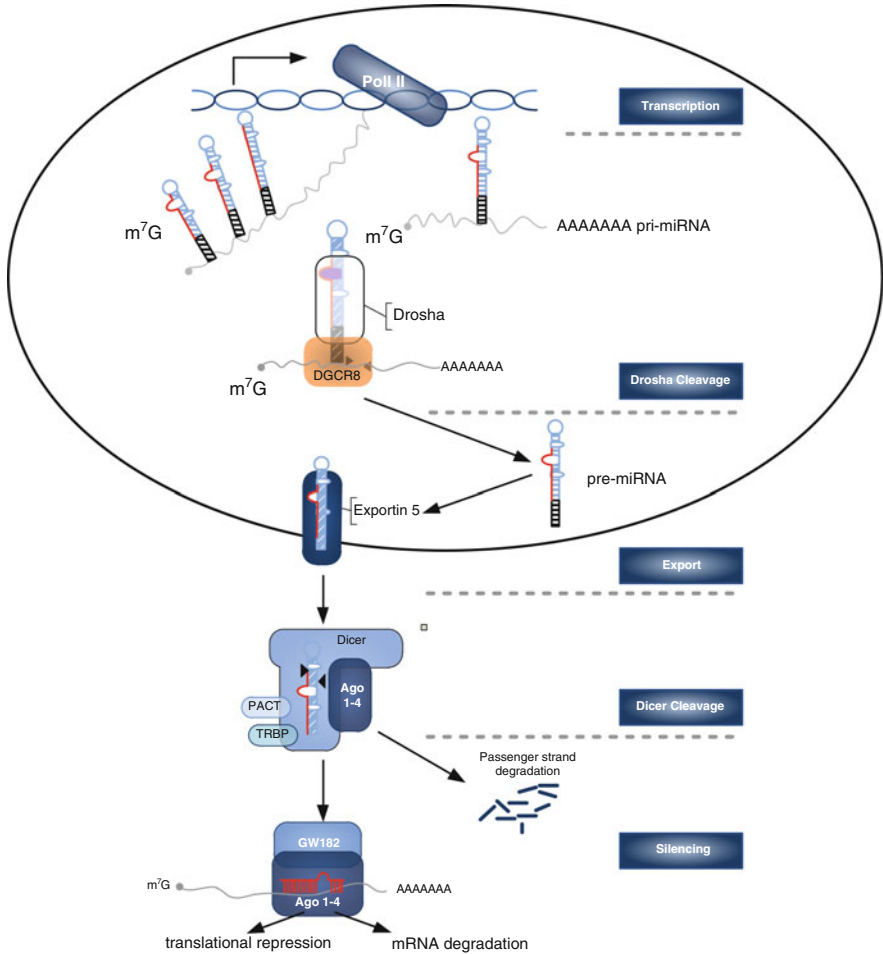 Poll II
Transcription
m⁷G
m⁷G
AAAAAAA pri-miRNA
Drosha
DGCR8
AAAAAAA
m⁷G
Drosha Cleavage
pre-miRNA
Exportin 5
Export
Dicer
Ago
1-4
PACT
TRBP
Dicer Cleavage
Passenger strand
degradation
GW182
Silencing
m⁷G
AAAAAAA
Ago 1-4
translational repression
mRNA degradation